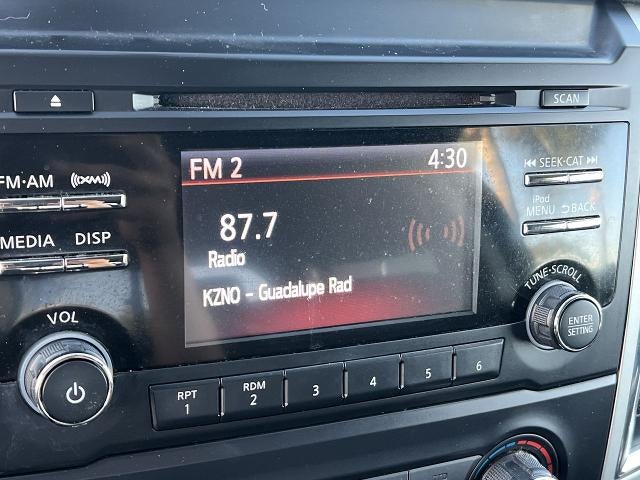 SCAN
FM 2 4:30
FM·AM (XM)
SEEK·CAT
87.7
iPod
MENU BACK
MEDIA DISP
Radio
KZNO - Guadalupe Rad
TUNE·SCROLL
VOL
ENTER
SETTING
RPT
1
RDM
2
3
4
5
6